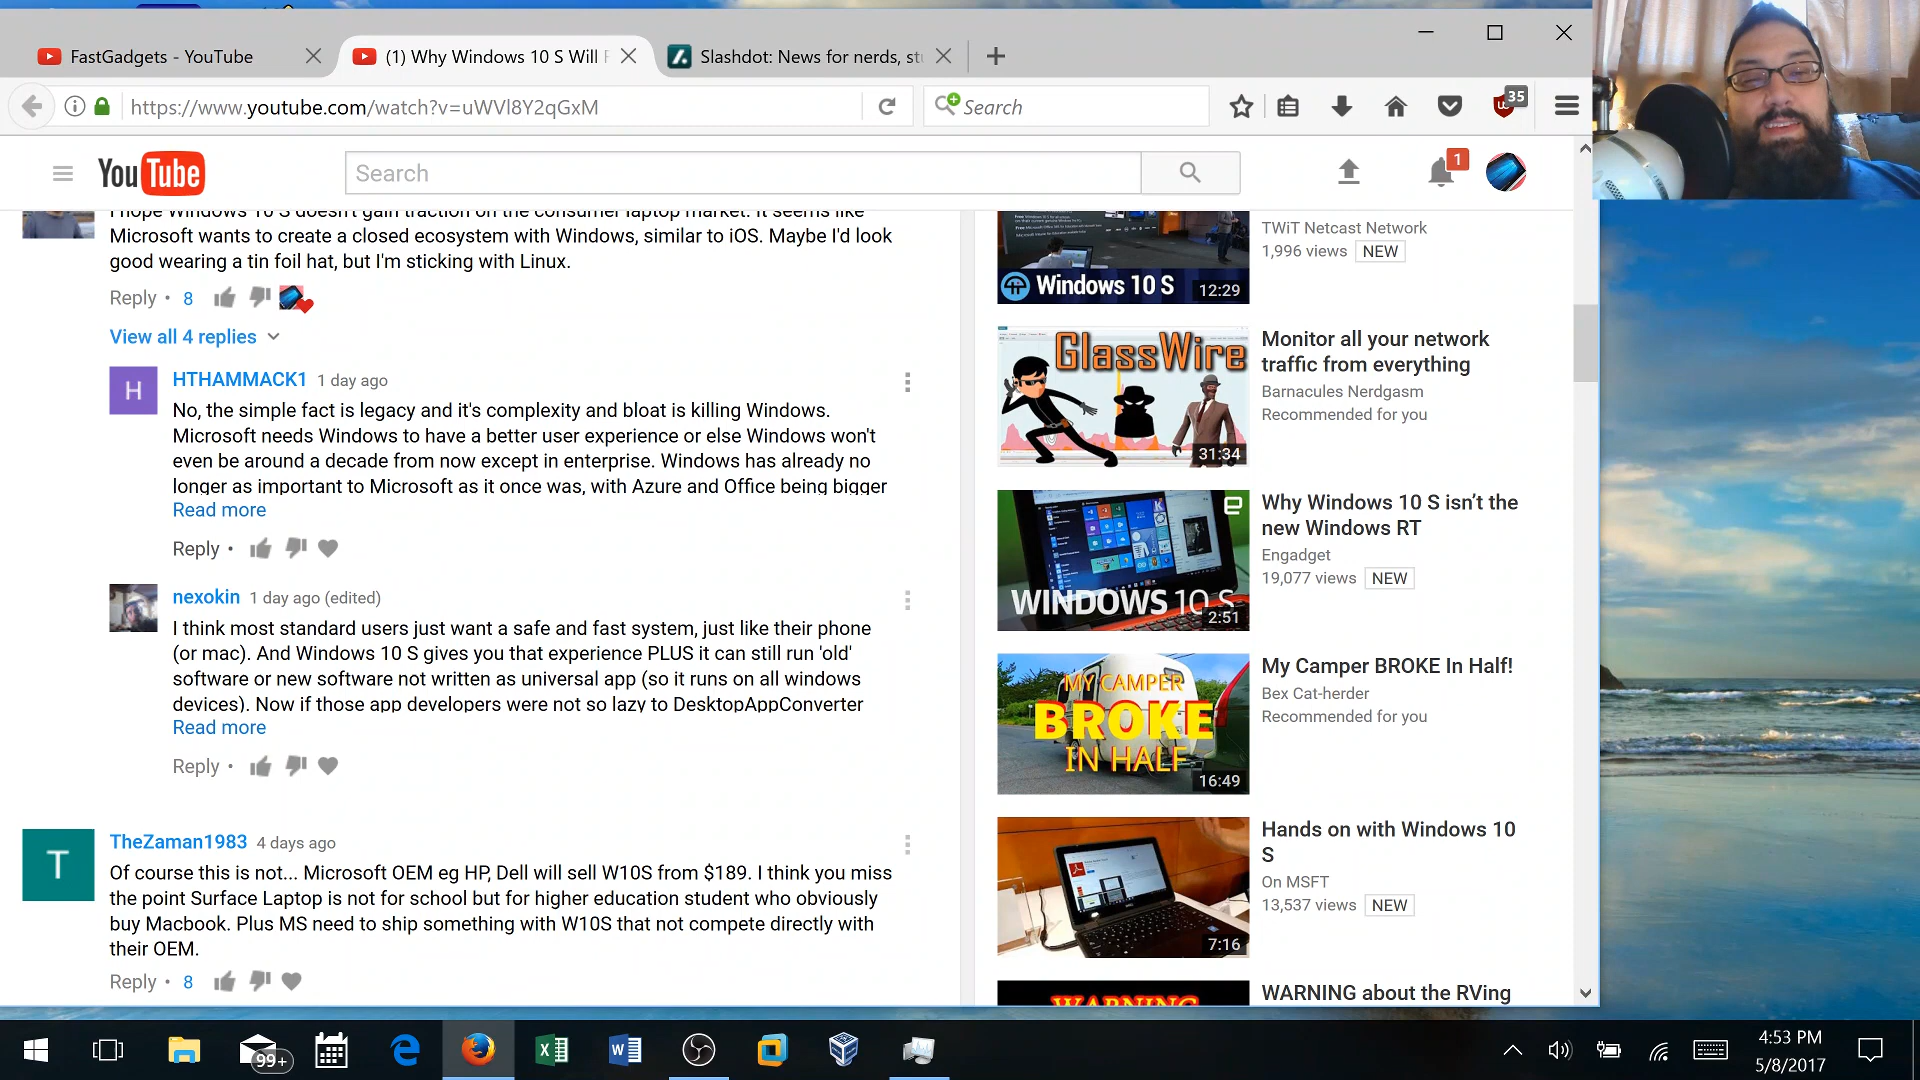 FastGadgets - YouTube
(1) Why Windows 10 S Will
Slashdot: News for nerds, stu
https://www.youtube.com/watch?v=uWVl8Y2qGxM
Search
35
YouTube
Search
1
I hope Windows 10 S doesn't gain traction on the consumer laptop market. It seems like
Microsoft wants to create a closed ecosystem with Windows, similar to iOS. Maybe I'd look
good wearing a tin foil hat, but I'm sticking with Linux.
Reply • 8
View all 4 replies
H
HTHAMMACK1 1 day ago
No, the simple fact is legacy and it's complexity and bloat is killing Windows.
Microsoft needs Windows to have a better user experience or else Windows won't
even be around a decade from now except in enterprise. Windows has already no
longer as important to Microsoft as it once was, with Azure and Office being bigger
Read more
Reply •
nexokin 1 day ago (edited)
I think most standard users just want a safe and fast system, just like their phone
(or mac). And Windows 10 S gives you that experience PLUS it can still run 'old'
software or new software not written as universal app (so it runs on all windows
devices). Now if those app developers were not so lazy to DesktopAppConverter
Read more
Reply •
T
TheZaman1983 4 days ago
Of course this is not... Microsoft OEM eg HP, Dell will sell W10S from $189. I think you miss
the point Surface Laptop is not for school but for higher education student who obviously
buy Macbook. Plus MS need to ship something with W10S that not compete directly with
their OEM.
Reply • 8
Windows 10 S
12:29
TWiT Netcast Network
1,996 views NEW
GlassWire
31:34
Monitor all your network
traffic from everything
Barnacules Nerdgasm
Recommended for you
WINDOWS 10 S
2:51
Why Windows 10 S isn't the
new Windows RT
Engadget
19,077 views NEW
MY CAMPER
BROKE
IN HALF
16:49
My Camper BROKE In Half!
Bex Cat-herder
Recommended for you
7:16
Hands on with Windows 10
S
On MSFT
13,537 views NEW
WARNING
WARNING about the RVing
99+
4:53 PM
5/8/2017